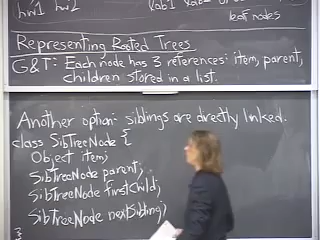 hw1 hw2 lab1
leaf nodes
Representing Rooted Trees
G&T: Each node has 3 references: item, parent,
children stored in a list.
Another option: siblings are directly linked.
class SibTreeNode {
Object item;
SibTreeNode parent;
SibTreeNode firstChild;
SibTreeNode nextSibling;
}